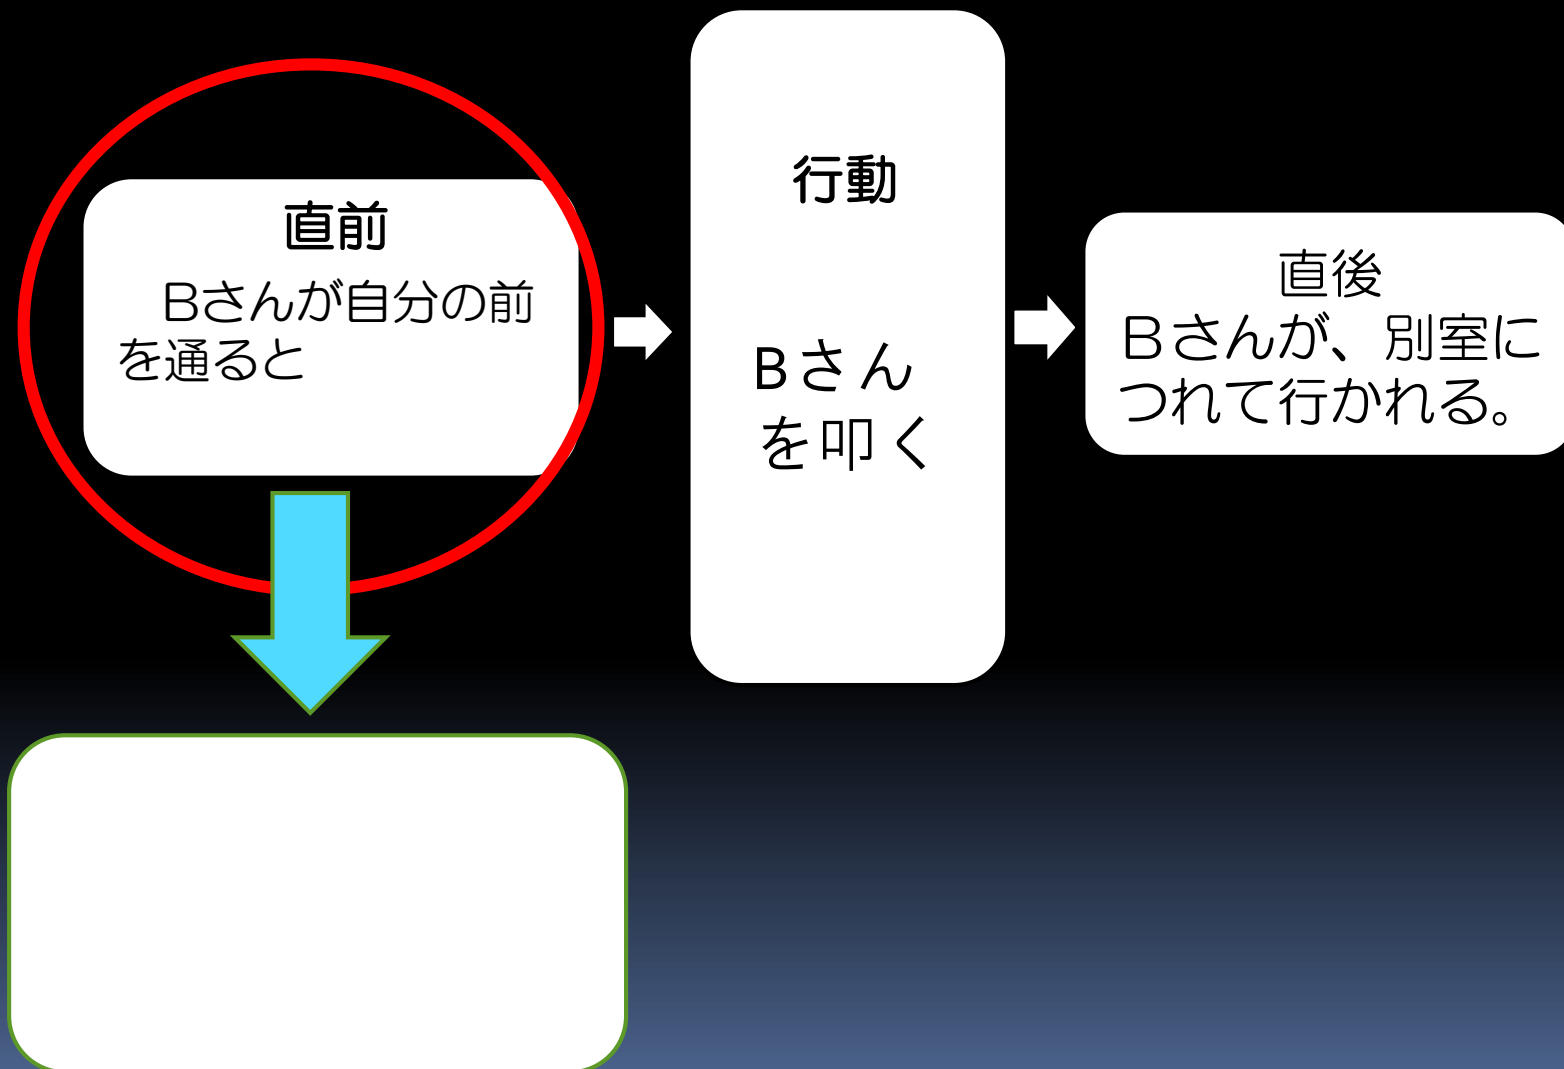 直前
Bさんが自分の前
を通ると
行動
Bさん
を叩く
直後
Bさんが、別室に
つれて行かれる。